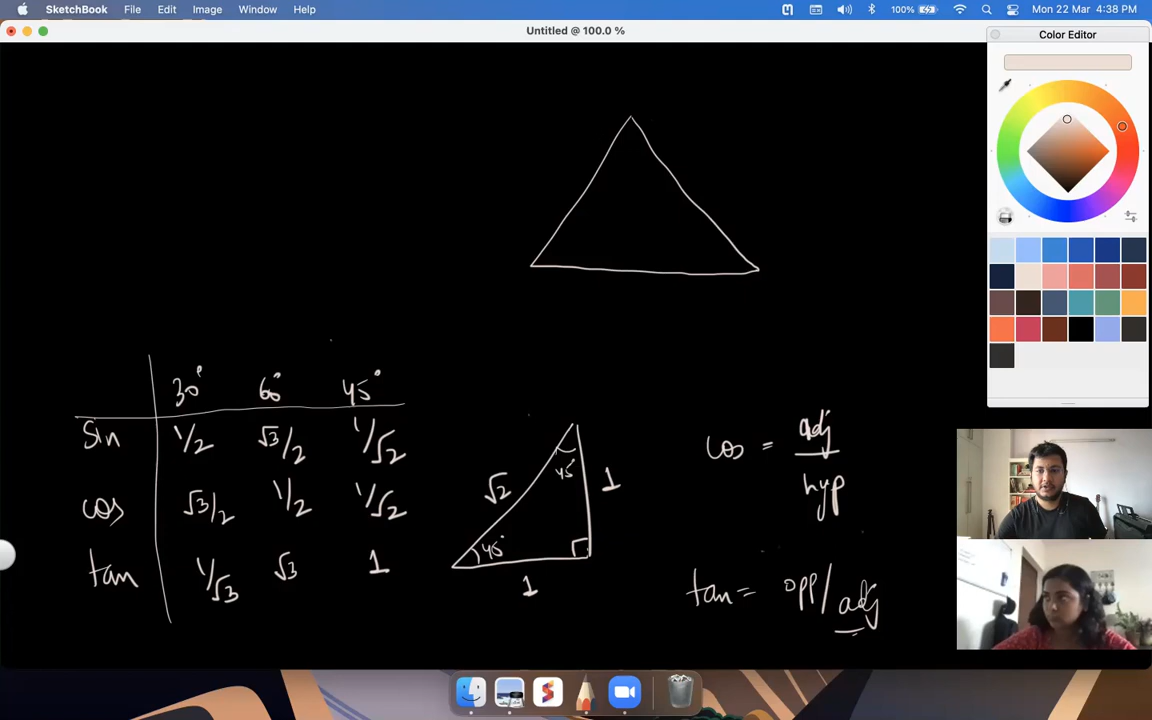 SketchBook File Edit Image Window Help 100% Mon 22 Mar 4:38 PM
Untitled @ 100.0 %
Color Editor
30° 60° 45°
Sin 1/2 √3/2 1/√2
cos √3/2 1/2 1/√2
tan 1/√3 √3 1
√2 45° 1
45°
1
cos = adj
hyp
tan = opp/adj